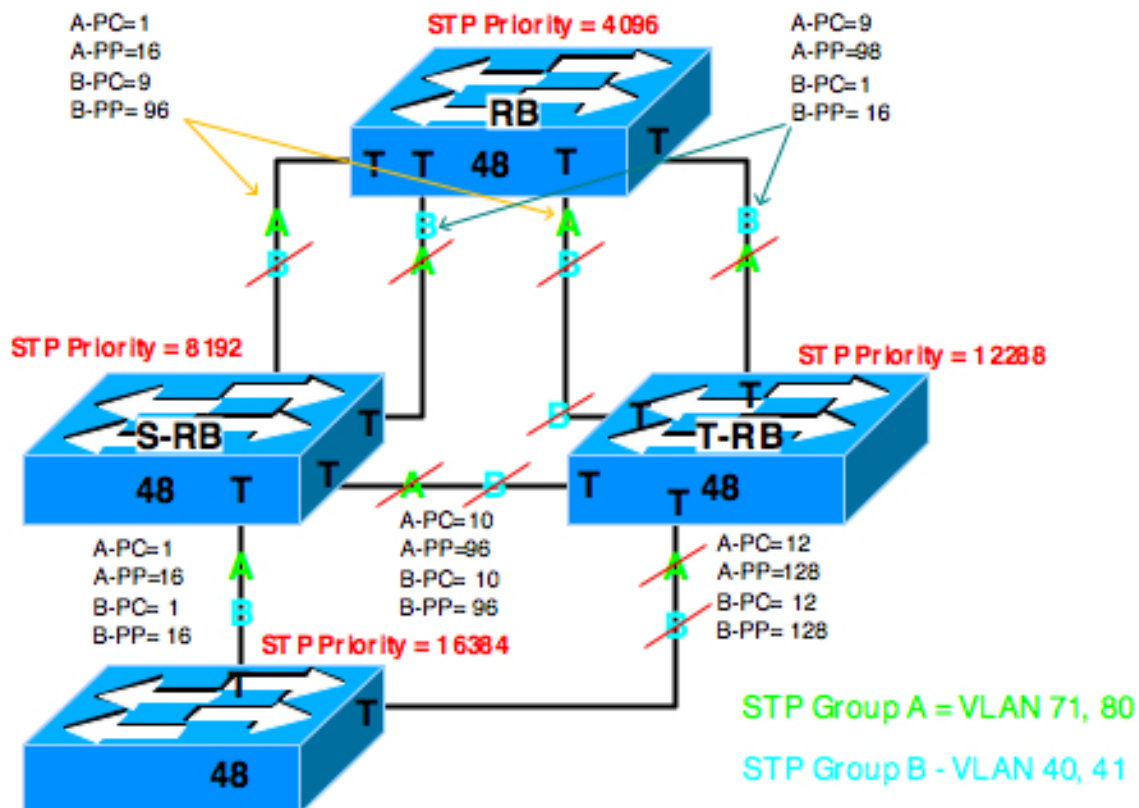 A-PC=1
A-PP=16
B-PC=9
B-PP= 96
STP Priority = 4096
A-PC=9
A-PP=98
B-PC=1
B-PP= 16
RB
T T 48 T T
A B A B
B A B A
STP Priority = 8192
STP Priority = 12288
S-RB
T
B
T
T
T-RB
48 T
T
A B
T
T
48
A-PC=1
A-PP=16
B-PC= 1
B-PP= 16
A
B
A-PC=10
A-PP=96
B-PC= 10
B-PP= 96
A
B
A-PC=12
A-PP=128
B-PC= 12
B-PP= 128
STP Priority = 16384
T
T
48
STP Group A = VLAN 71, 80
STP Group B - VLAN 40, 41